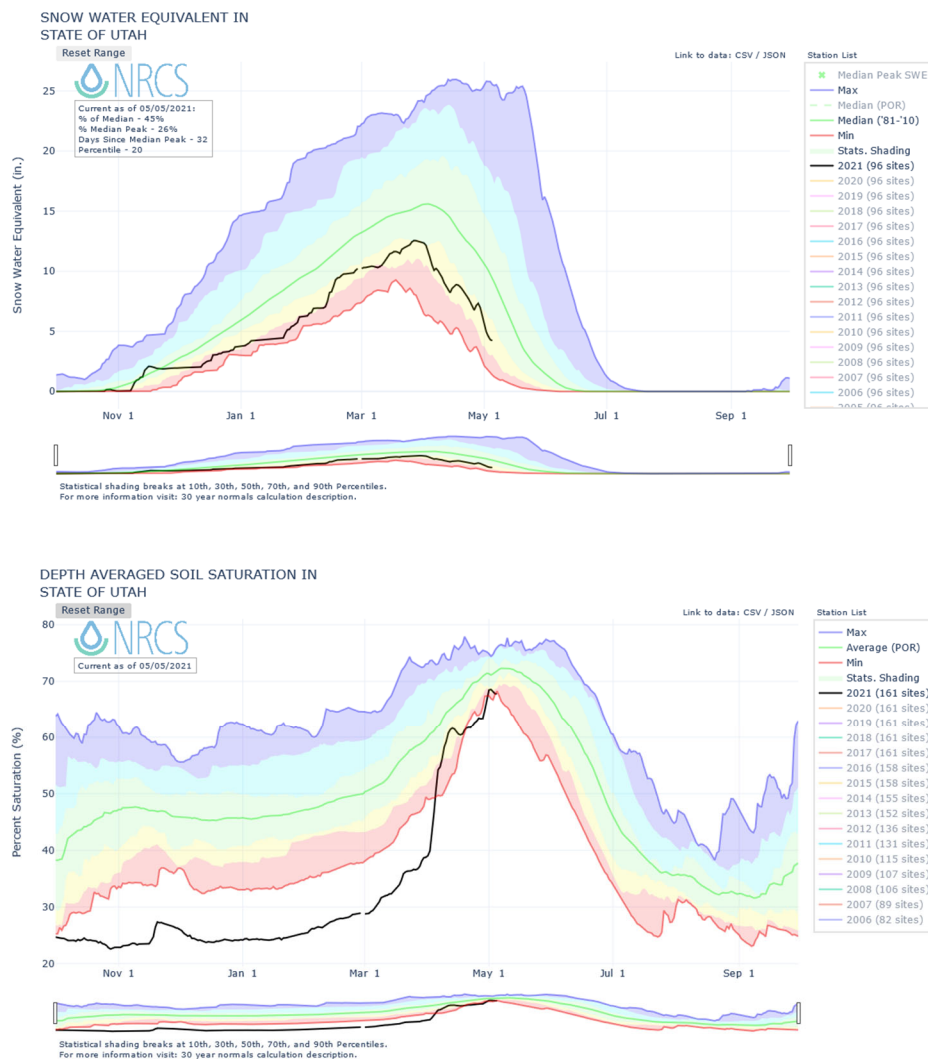 SNOW WATER EQUIVALENT IN
STATE OF UTAH
Reset Range
Link to data: CSV / JSON
Station List
NRCS
Current as of 05/05/2021:
% of Median - 45%
% Median Peak - 26%
Days Since Median Peak - 32
Percentile - 20
Median Peak SWE
Max
Median (POR)
Median ('81-'10)
Min
Stats. Shading
2021 (96 sites)
2020 (96 sites)
2019 (96 sites)
2018 (96 sites)
2017 (96 sites)
2016 (96 sites)
2015 (96 sites)
2014 (96 sites)
2013 (96 sites)
2012 (96 sites)
2011 (96 sites)
2010 (96 sites)
2009 (96 sites)
2008 (96 sites)
2007 (96 sites)
2006 (96 sites)
2005 (96 sites)
Snow Water Equivalent (in.)
25
20
15
10
5
0
Nov 1
Jan 1
Mar 1
May 1
Jul 1
Sep 1
Statistical shading breaks at 10th, 30th, 50th, 70th, and 90th Percentiles.
For more information visit: 30 year normals calculation description.
DEPTH AVERAGED SOIL SATURATION IN
STATE OF UTAH
Reset Range
Link to data: CSV / JSON
Station List
NRCS
Current as of 05/05/2021
Max
Average (POR)
Min
Stats. Shading
2021 (161 sites)
2020 (161 sites)
2019 (161 sites)
2018 (161 sites)
2017 (161 sites)
2016 (158 sites)
2015 (158 sites)
2014 (155 sites)
2013 (152 sites)
2012 (136 sites)
2011 (131 sites)
2010 (115 sites)
2009 (107 sites)
2008 (106 sites)
2007 (89 sites)
2006 (82 sites)
Percent Saturation (%)
80
70
60
50
40
30
20
Nov 1
Jan 1
Mar 1
May 1
Jul 1
Sep 1
Statistical shading breaks at 10th, 30th, 50th, 70th, and 90th Percentiles.
For more information visit: 30 year normals calculation description.